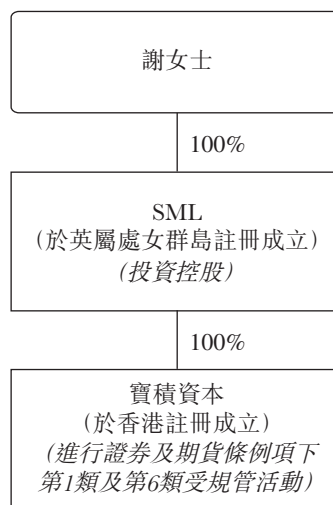 謝女士
100%
SML
(於英屬處女群島註冊成立)
(投資控股)
100%
寶積資本
(於香港註冊成立)
(進行證券及期貨條例項下
第1類及第6類受規管活動)